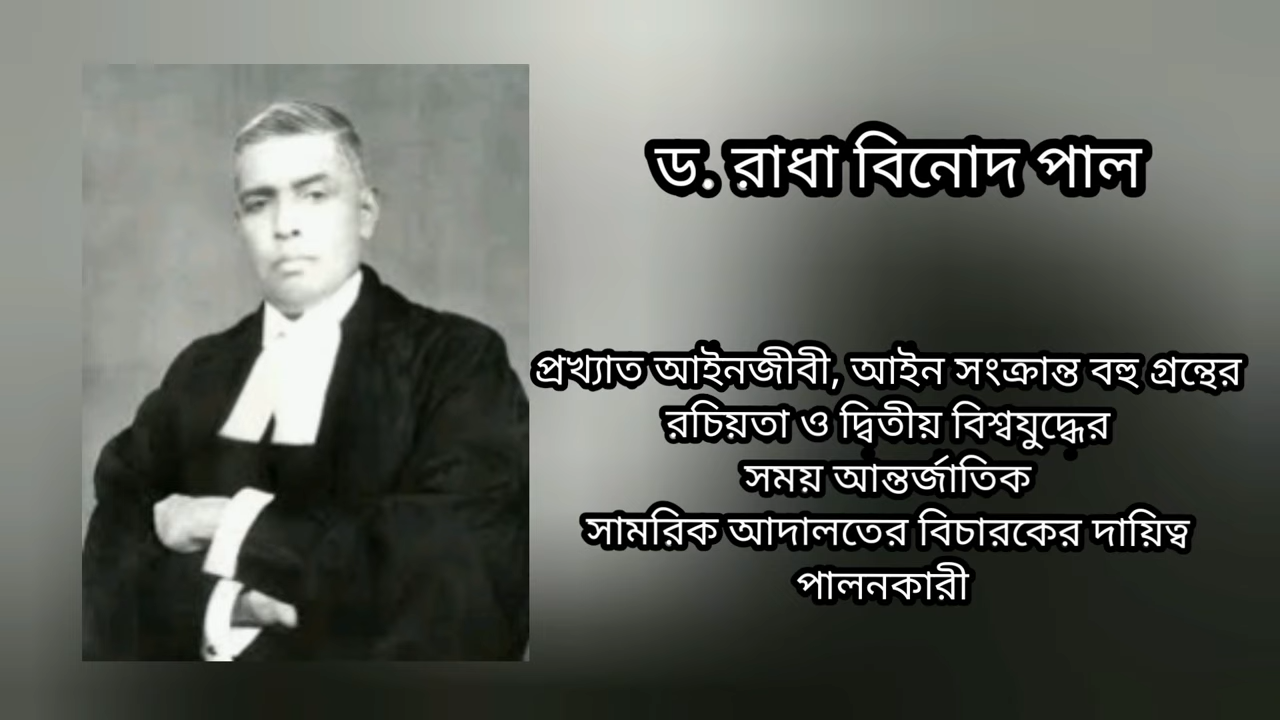 ড. রাধা বিনোদ পাল
প্রখ্যাত আইনজীবী, আইন সংক্রান্ত বহু গ্রন্থের
রচিয়তা ও দ্বিতীয় বিশ্বযুদ্ধের
সময় আন্তর্জাতিক
সামরিক আদালতের বিচারকের দায়িত্ব
পালনকারী